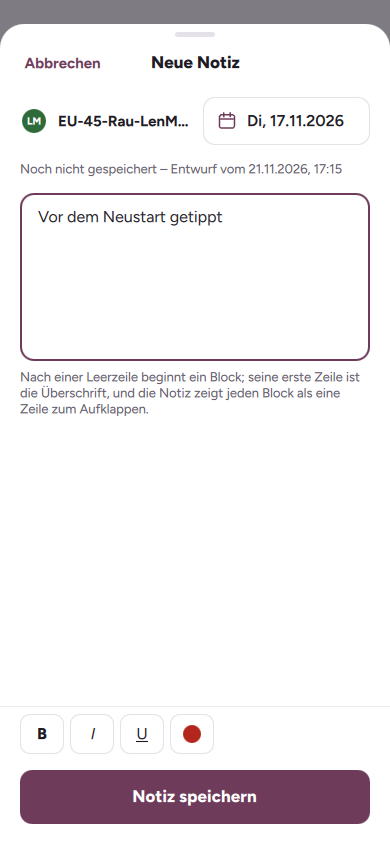 Abbrechen
Neue Notiz
LM
EU-45-Rau-LenM...
Di, 17.11.2026
Noch nicht gespeichert – Entwurf vom 21.11.2026, 17:15
Vor dem Neustart getippt
Nach einer Leerzeile beginnt ein Block; seine erste Zeile ist
die Überschrift, und die Notiz zeigt jeden Block als eine
Zeile zum Aufklappen.
B
I
U
Notiz speichern